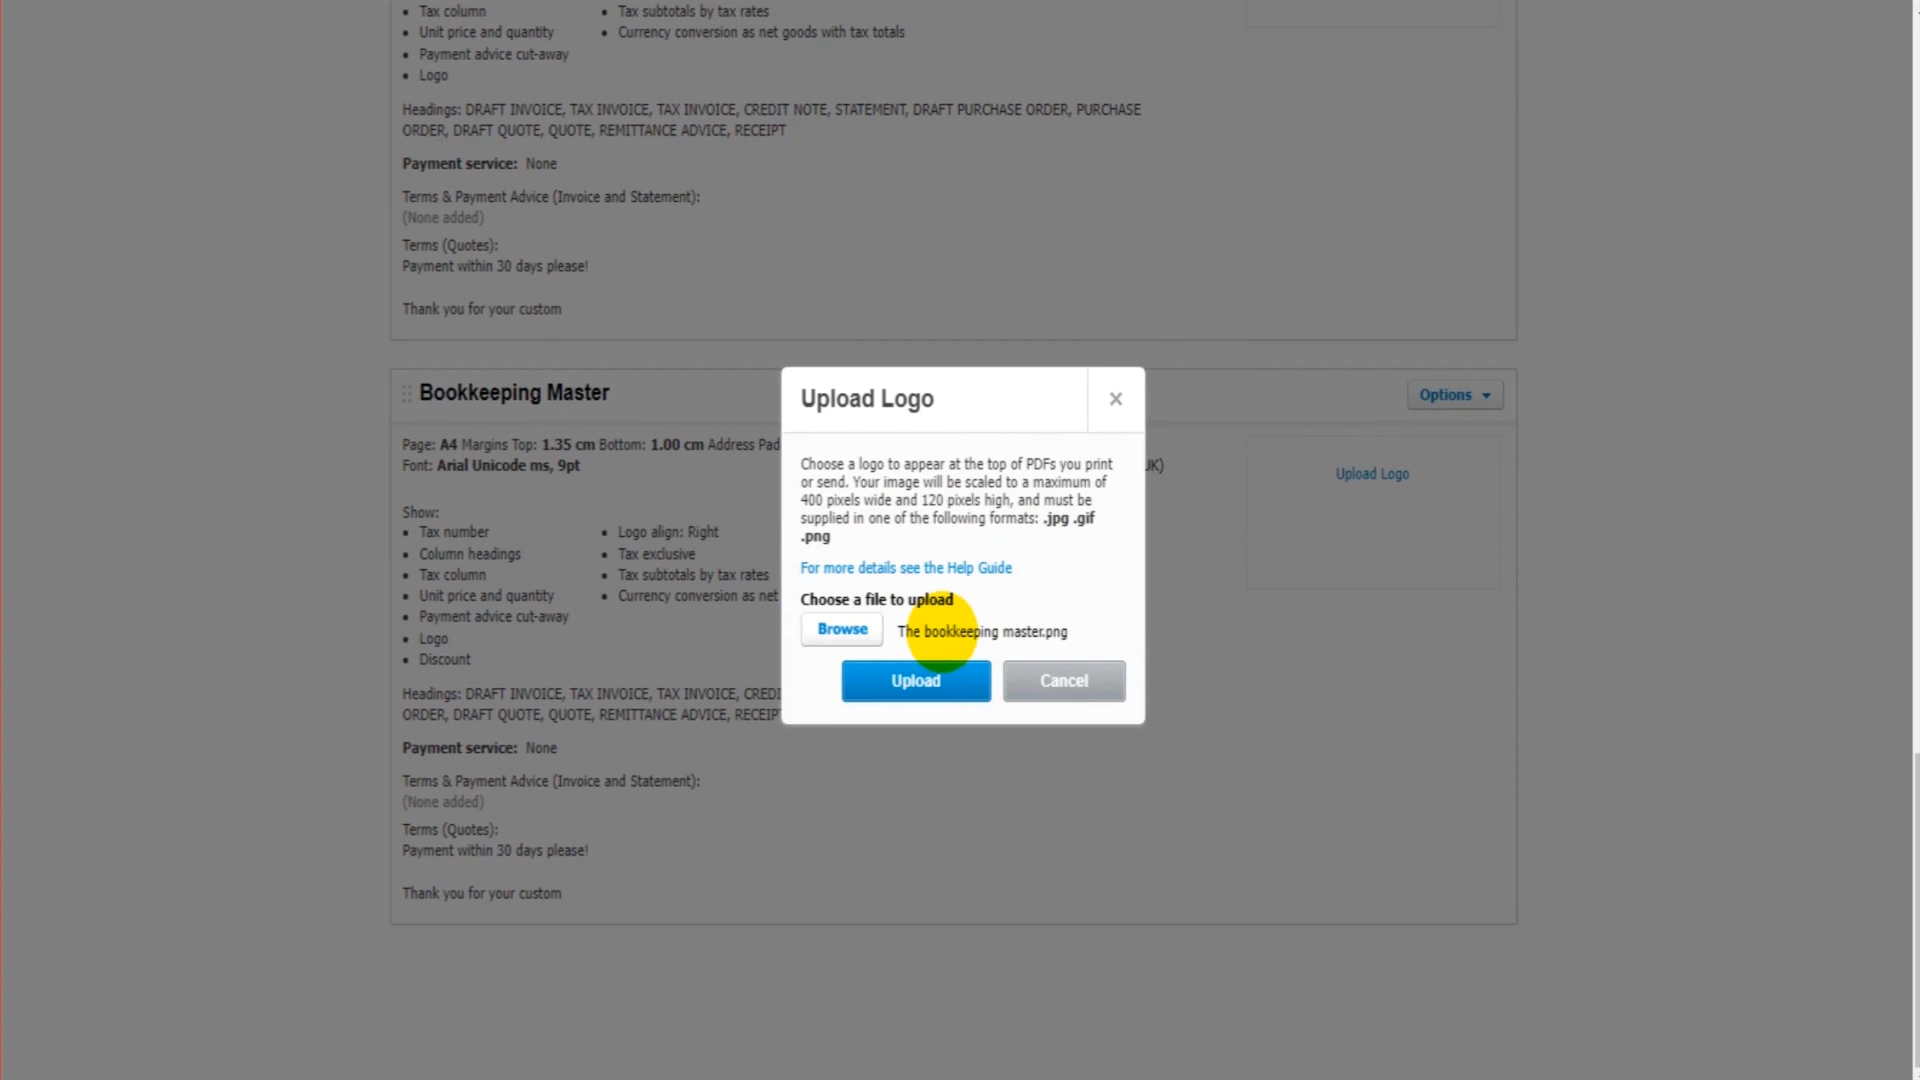 Tax column
Tax subtotals by tax rates
Unit price and quantity
Currency conversion as net goods with tax totals
Payment advice cut-away
Logo
Headings: DRAFT INVOICE, TAX INVOICE, TAX INVOICE, CREDIT NOTE, STATEMENT, DRAFT PURCHASE ORDER, PURCHASE
ORDER, DRAFT QUOTE, QUOTE, REMITTANCE ADVICE, RECEIPT
Payment service: None
Terms & Payment Advice (Invoice and Statement):
(None added)
Terms (Quotes):
Payment within 30 days please!
Thank you for your custom
Bookkeeping Master
Options
Page: A4 Margins Top: 1.35 cm Bottom: 1.00 cm Address Pad
Font: Arial Unicode ms, 9pt
Show:
Tax number
Column headings
Tax column
Unit price and quantity
Payment advice cut-away
Logo
Discount
Logo align: Right
Tax exclusive
Tax subtotals by tax rates
Currency conversion as net
Headings: DRAFT INVOICE, TAX INVOICE, TAX INVOICE, CREDI
ORDER, DRAFT QUOTE, QUOTE, REMITTANCE ADVICE, RECEIP
Payment service: None
Terms & Payment Advice (Invoice and Statement):
(None added)
Terms (Quotes):
Payment within 30 days please!
Thank you for your custom
Upload Logo
Upload Logo
×
Choose a logo to appear at the top of PDFs you print
or send. Your image will be scaled to a maximum of
400 pixels wide and 120 pixels high, and must be
supplied in one of the following formats: .jpg .gif
.png
For more details see the Help Guide
Choose a file to upload
Browse
The bookkeeping master.png
Upload
Cancel